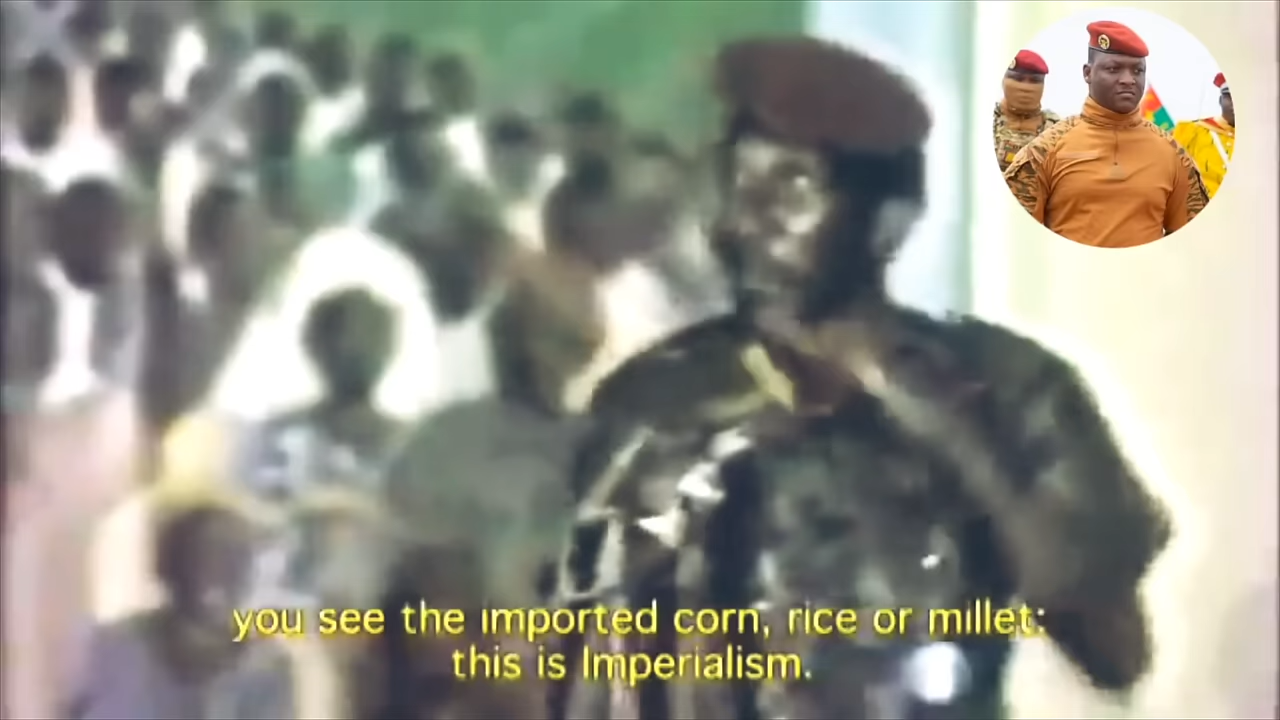 you see the imported corn, rice or millet:
this is Imperialism.